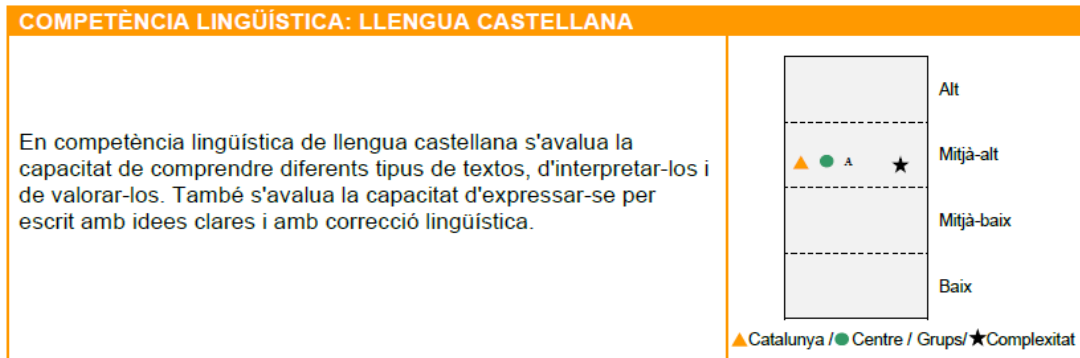 COMPETÈNCIA LINGÜÍSTICA: LLENGUA CASTELLANA
En competència lingüística de llengua castellana s'avalua la
capacitat de comprendre diferents tipus de textos, d'interpretar-los i
de valorar-los. També s'avalua la capacitat d'expressar-se per
escrit amb idees clares i amb correcció lingüística.
Alt
A
Mitjà-alt
Mitjà-baix
Baix
Catalunya / Centre / Grups/ Complexitat